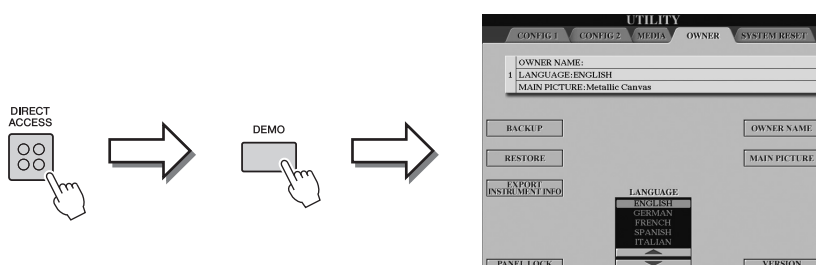 DIRECT
ACCESS
DEMO
UTILITY
CONFIG 1 CONFIG 2 MEDIA OWNER SYSTEM RESET
OWNER NAME:
1 LANGUAGE:ENGLISH
MAIN PICTURE:Metallic Canvas
BACKUP
OWNER NAME
RESTORE
MAIN PICTURE
EXPORT
INSTRUMENT INFO
LANGUAGE
ENGLISH
GERMAN
FRENCH
SPANISH
ITALIAN
PANEL LOCK
VERSION